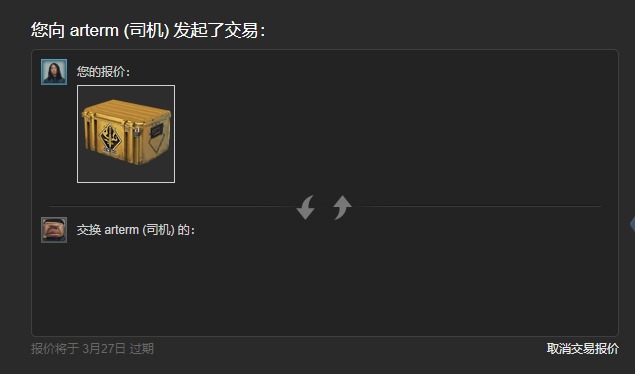 您向 arterm (司机) 发起了交易：
您的报价：
交换 arterm (司机) 的：
报价将于 3月27日 过期
取消交易报价